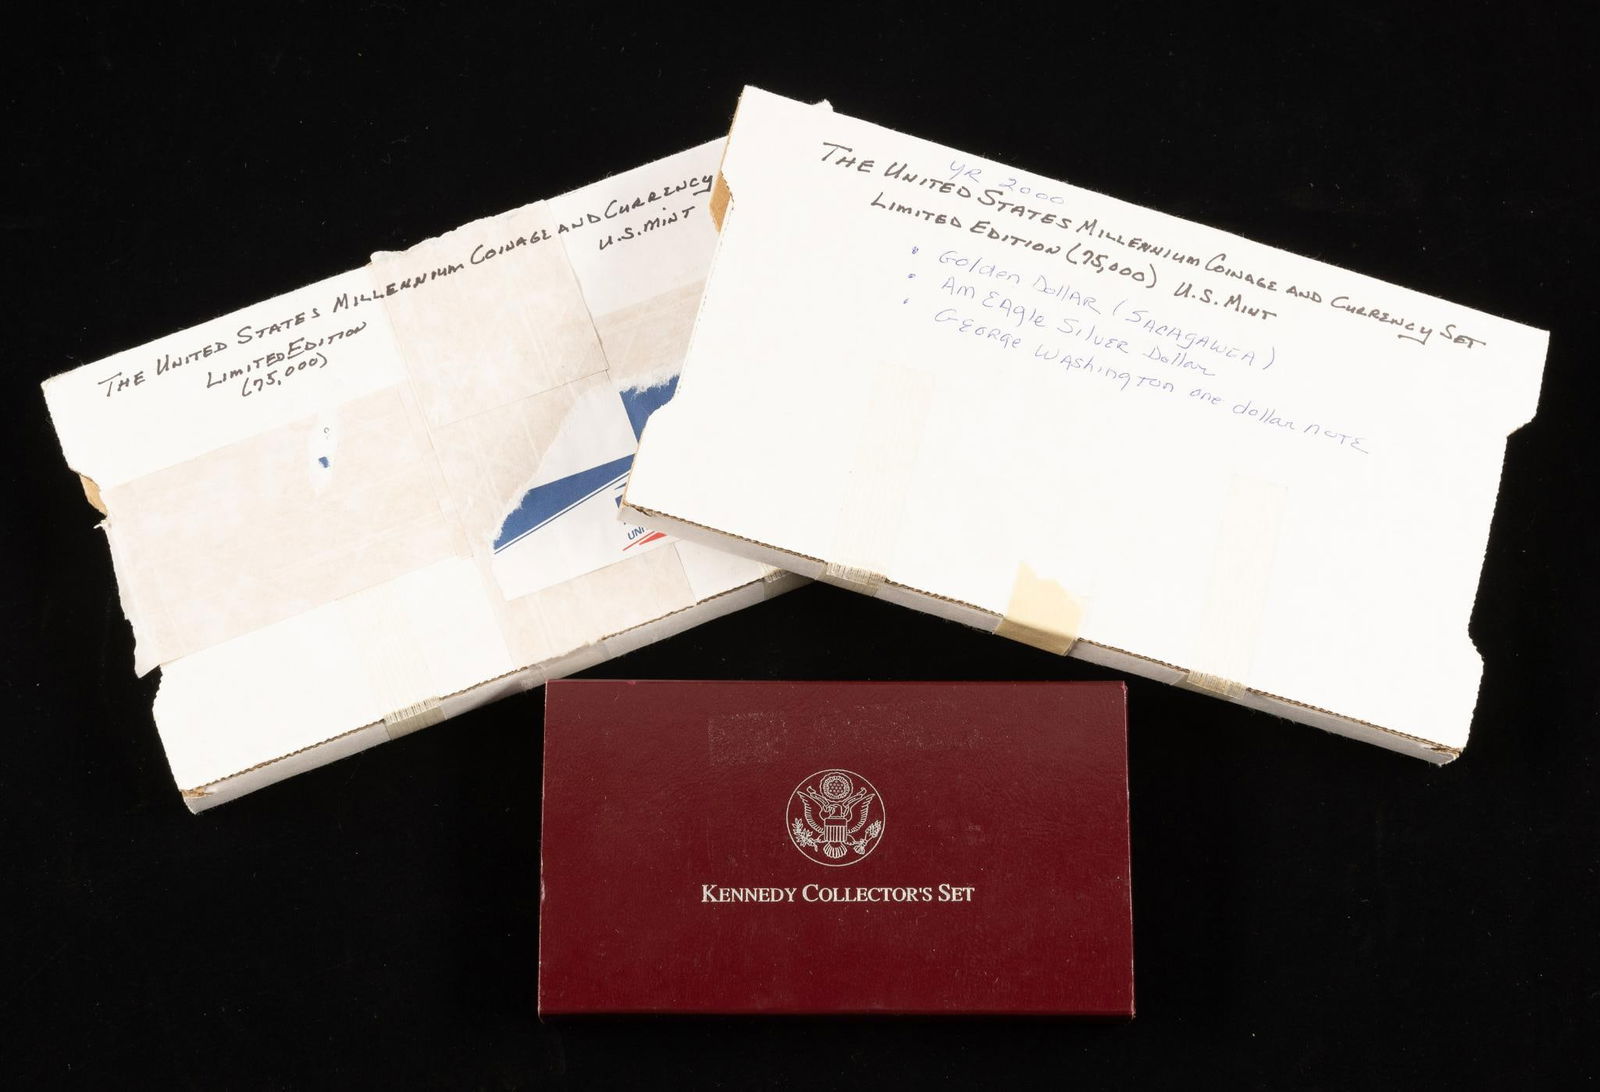 THE UNITED STATES MILLENNIUM COINAGE AND CURRENCY
LIMITED EDITION
(75,000)
U.S. MINT
YR 2000
THE UNITED STATES MILLENNIUM COINAGE AND CURRENCY SET
LIMITED EDITION (75,000) U.S. MINT
• Golden Dollar (SACAgAWEA)
• AM EAgle SilvER Dollar
• GEORGE WAShingTon one dollar noTE
UNI
KENNEDY COLLECTOR'S SET